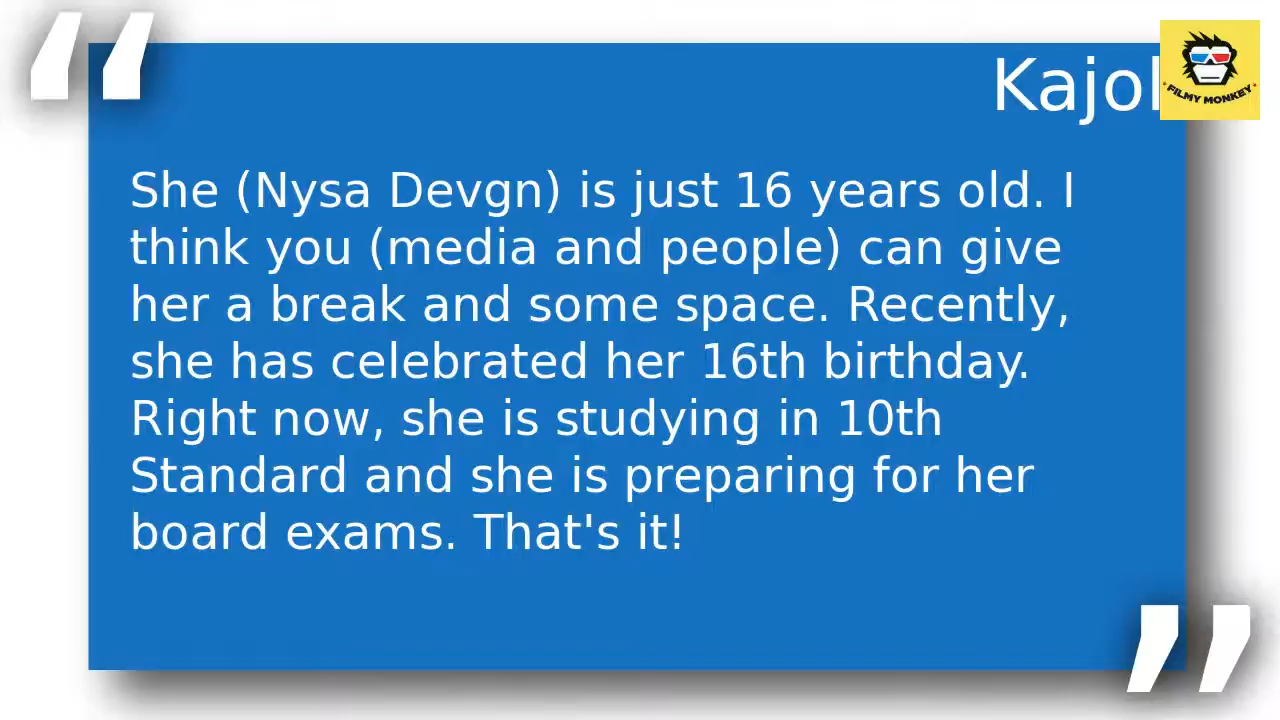 Kajol
FILMY MONKEY
She (Nysa Devgn) is just 16 years old. I
think you (media and people) can give
her a break and some space. Recently,
she has celebrated her 16th birthday.
Right now, she is studying in 10th
Standard and she is preparing for her
board exams. That's it!